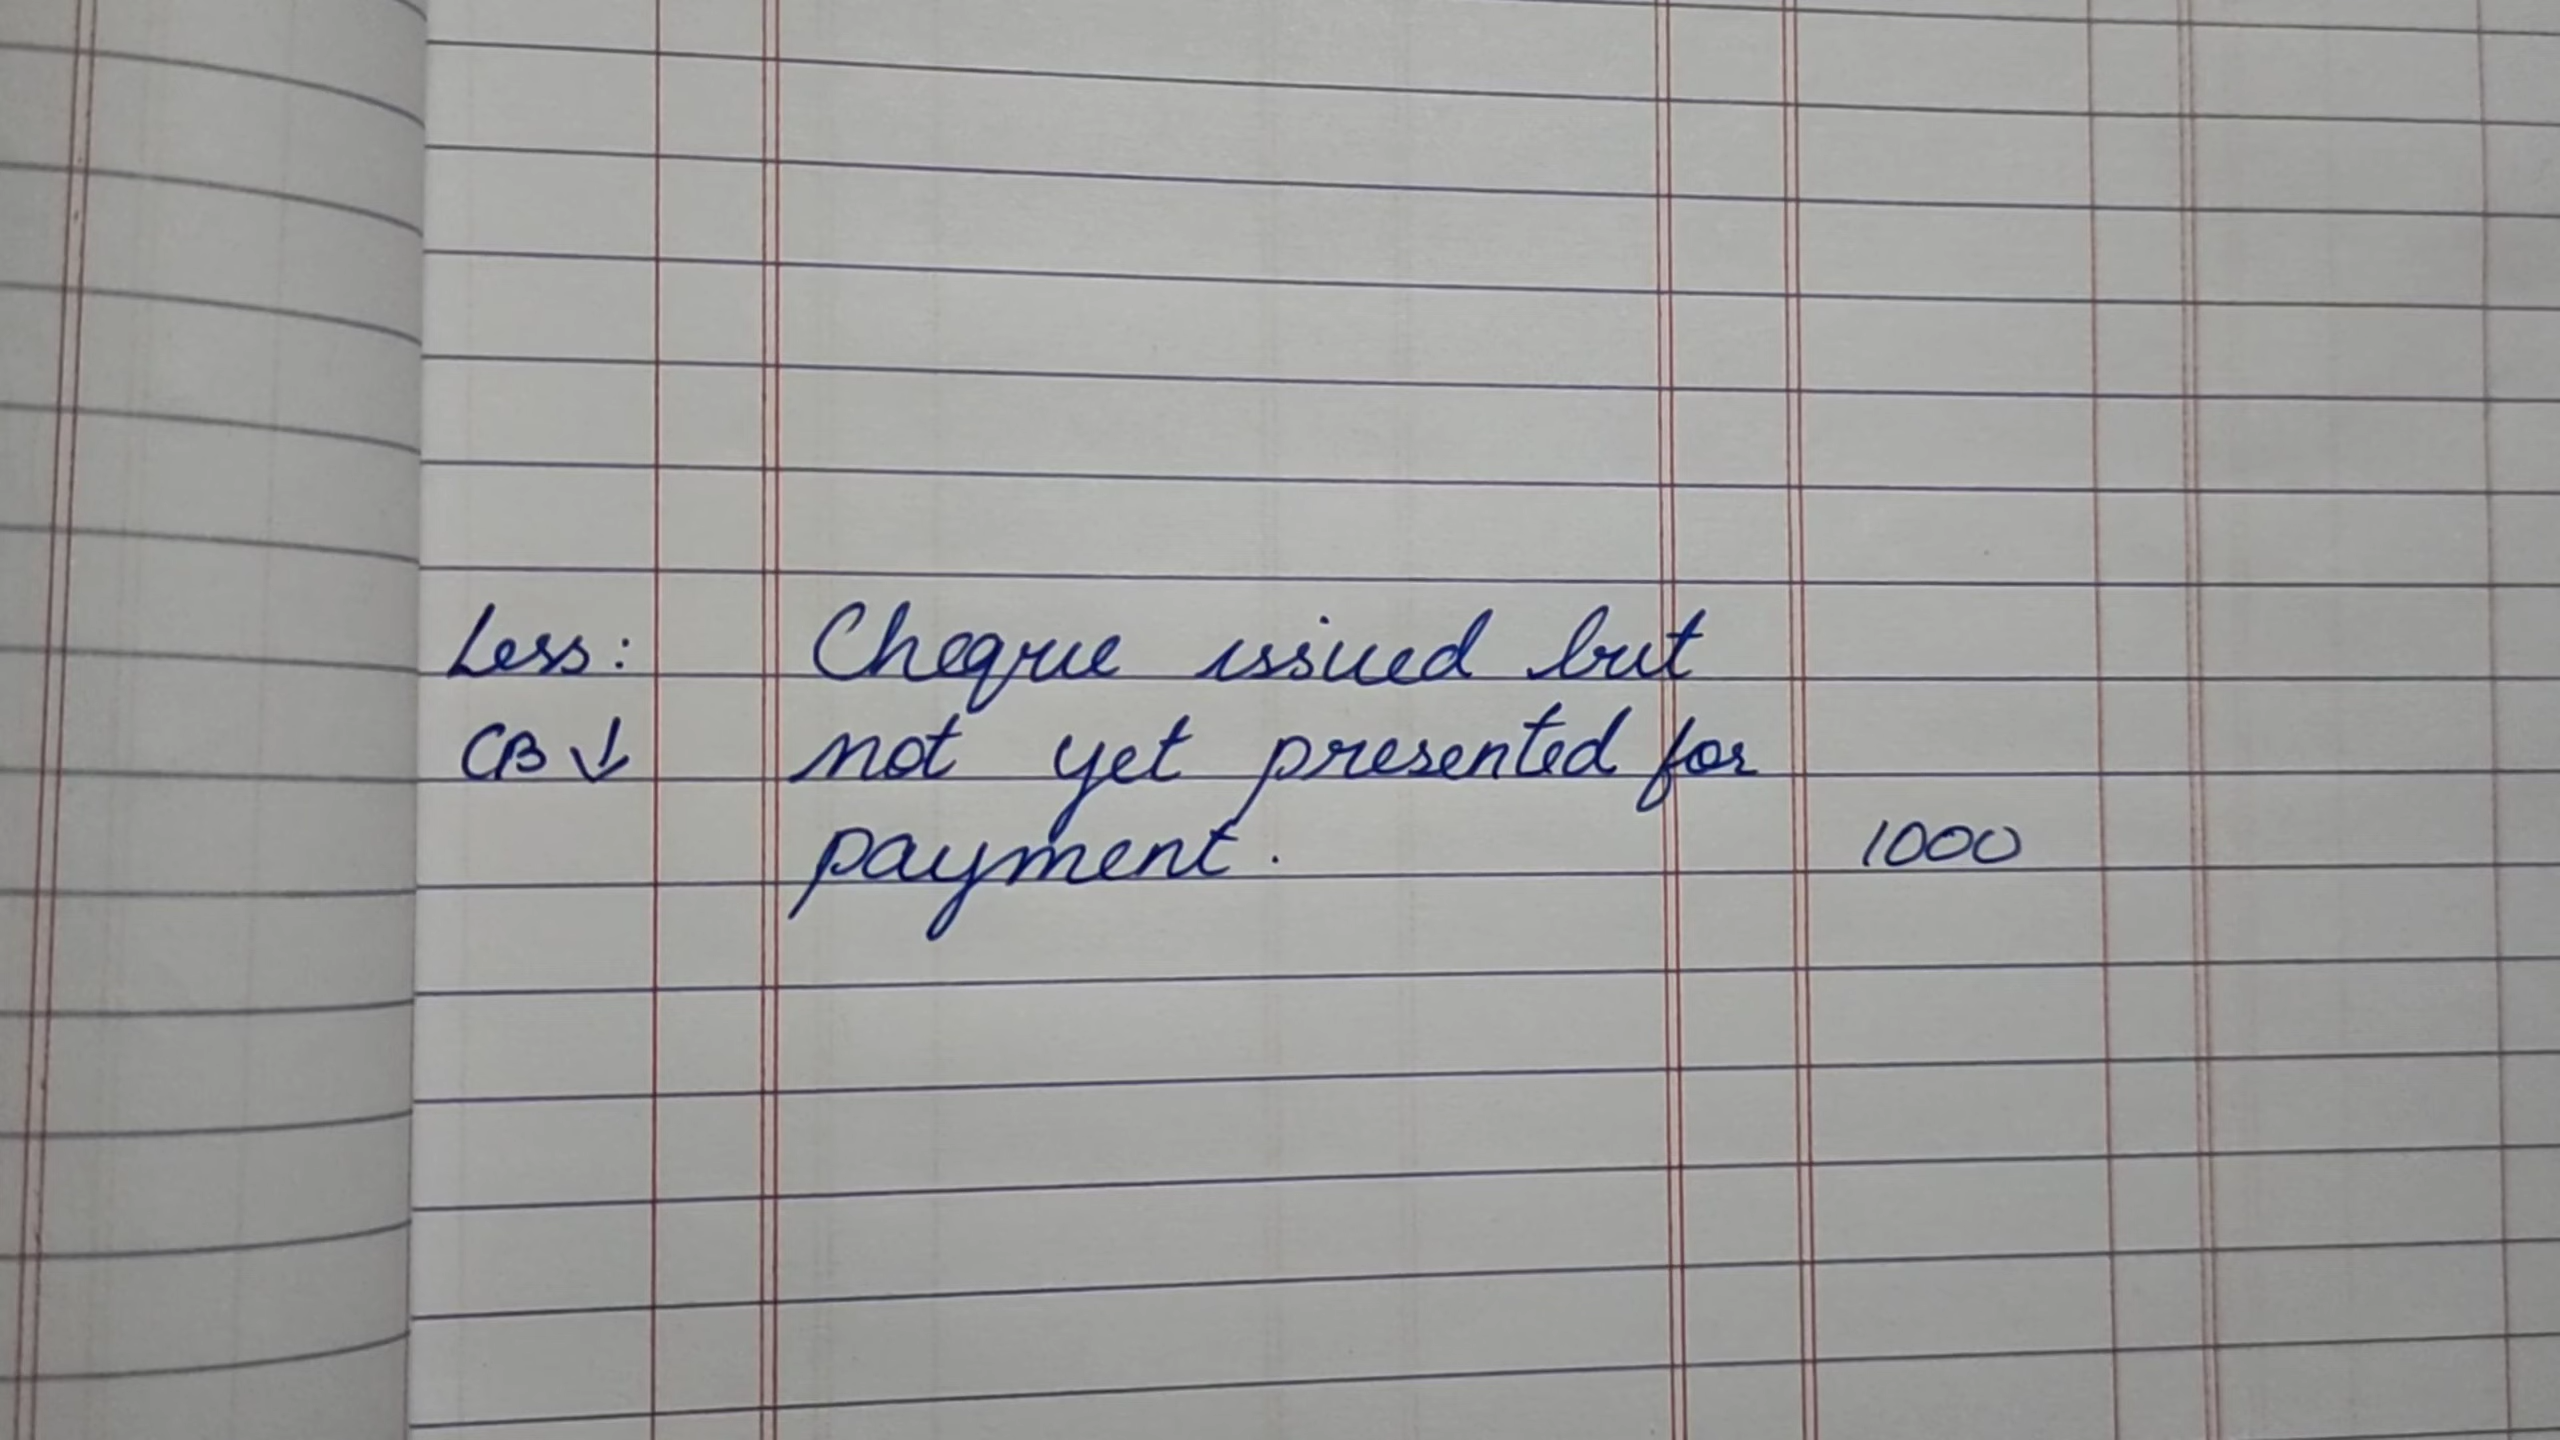 Less: Cheque issued but
CB ↓ not yet presented for
payment. 1000